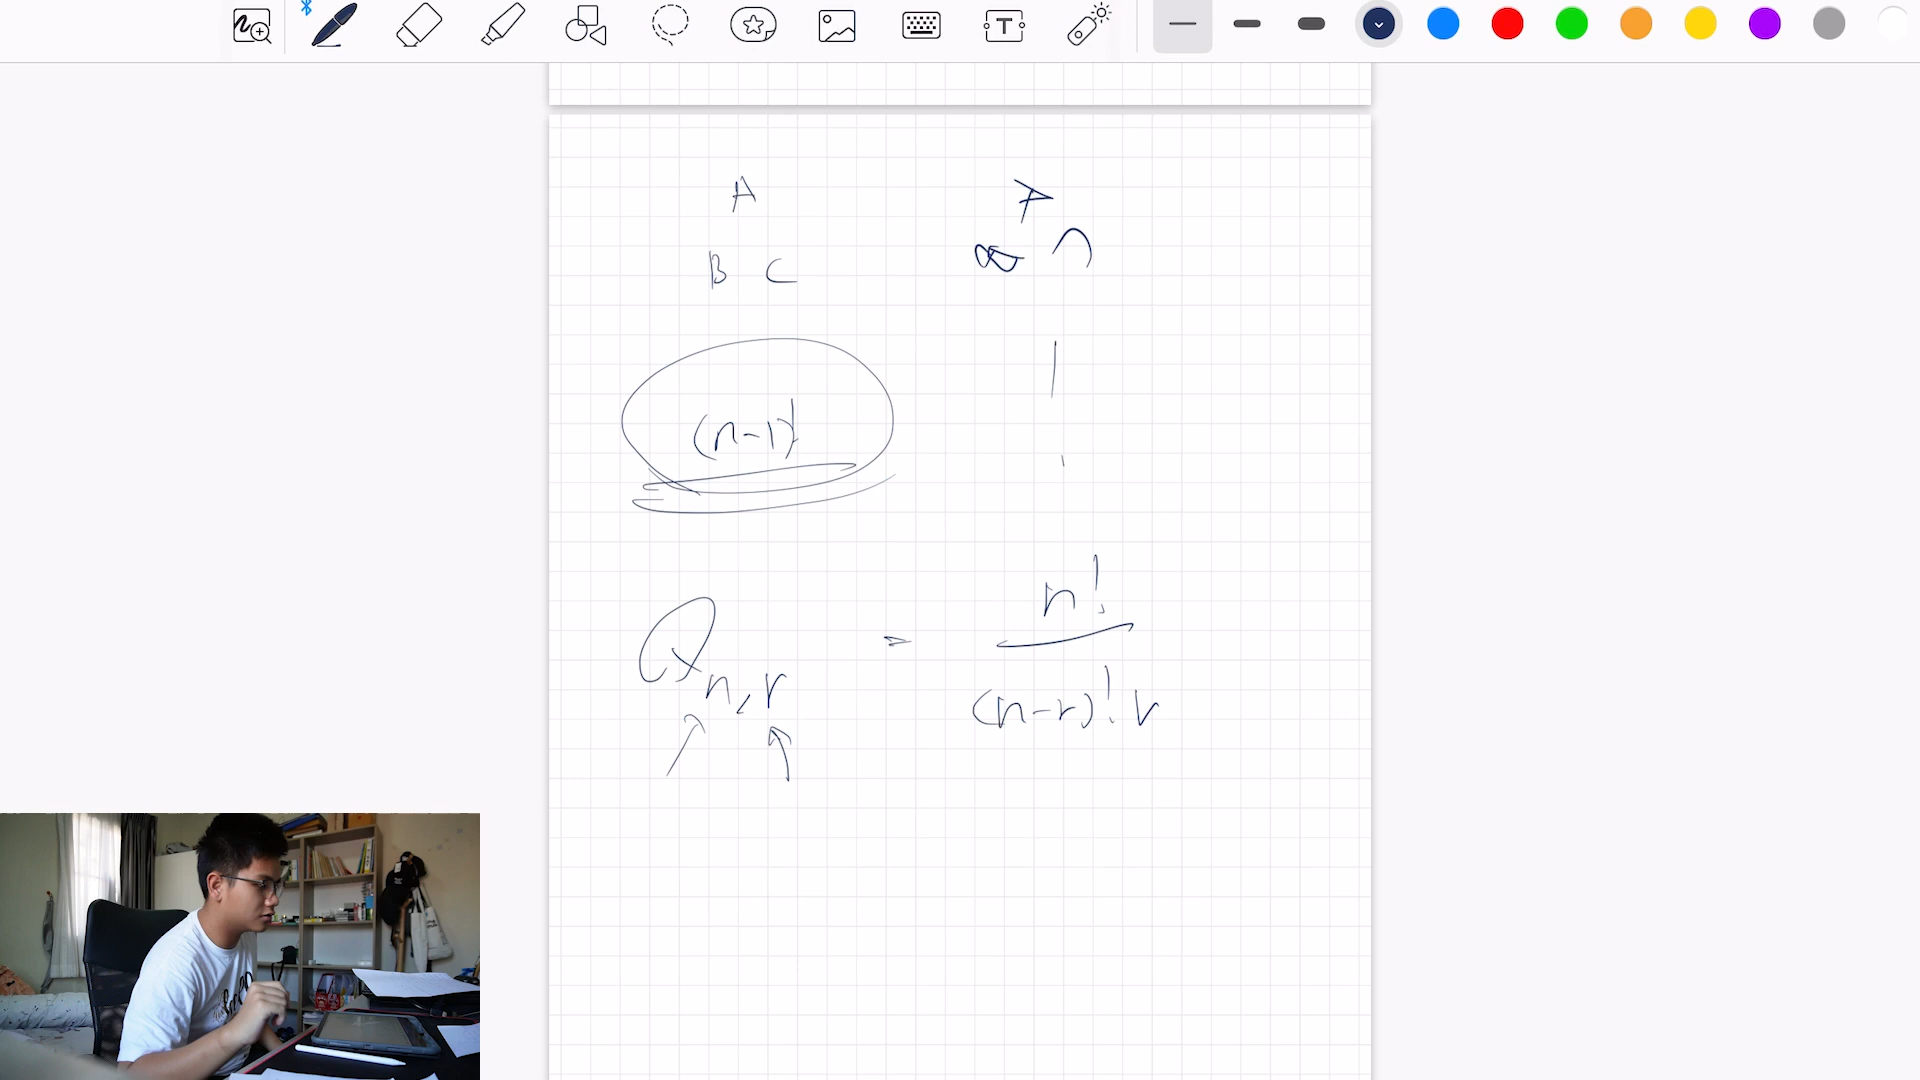 A
B C
A
B C
(n-1)!
!
Q n,r = n! / (n-r)! r
T